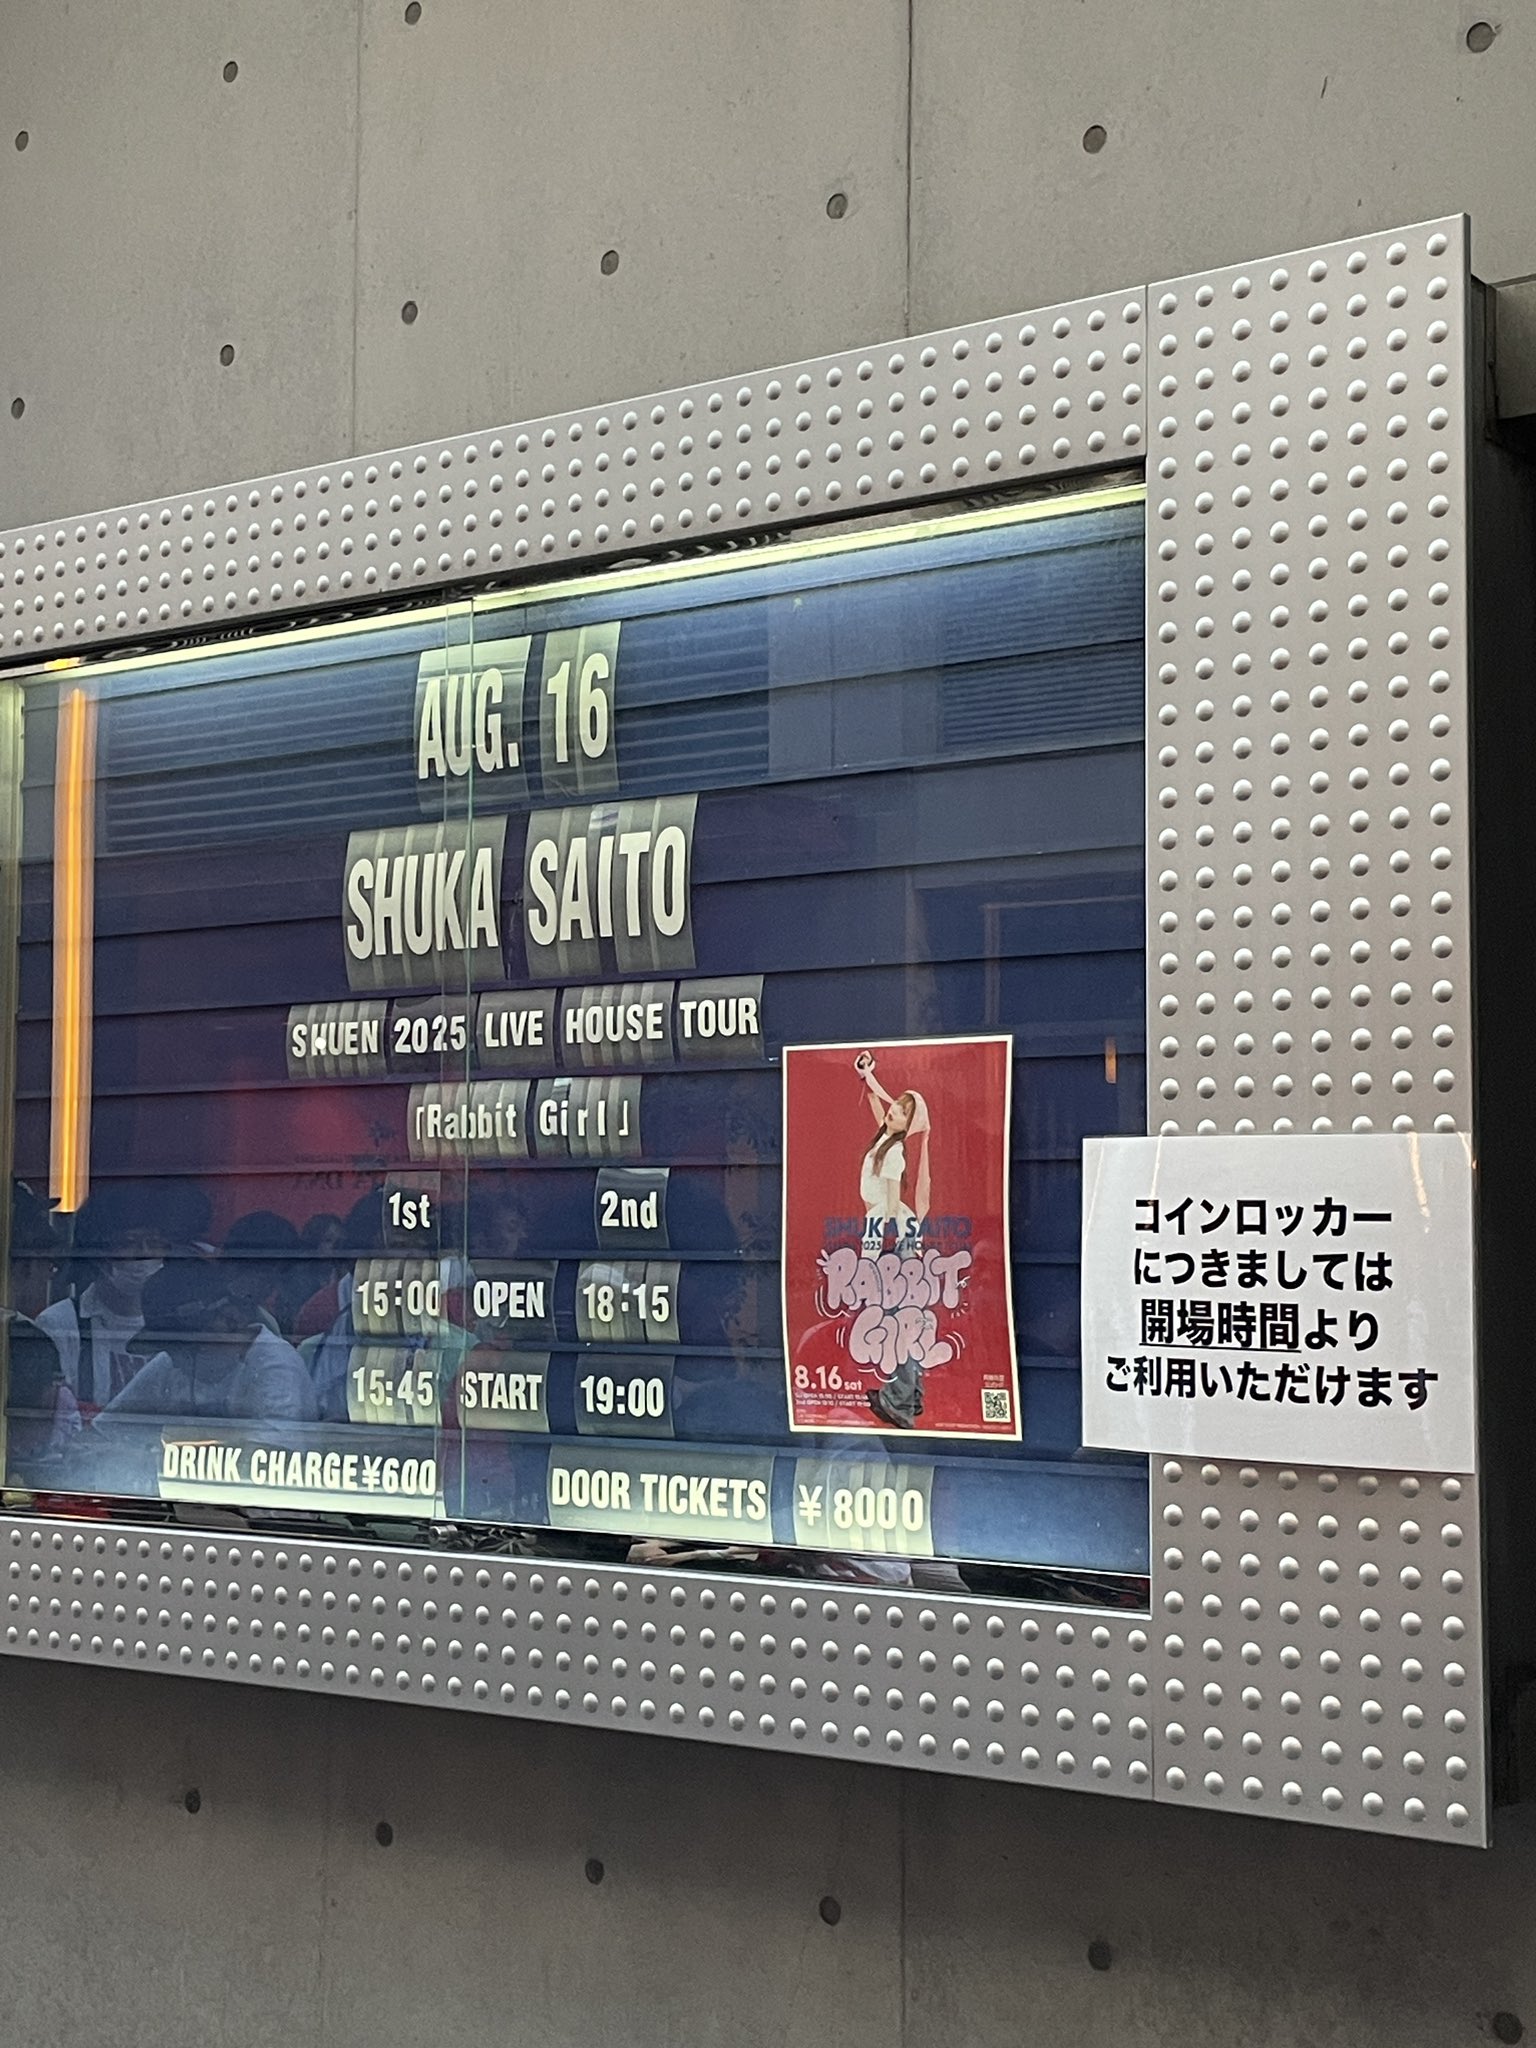 AUG. 16
SHUKA SAITO
SHUEN 2025 LIVE HOUSE TOUR
「Rabbit Girl」
1st 2nd
15:00 OPEN 18:15
15:45 START 19:00
DRINK CHARGE ¥600 DOOR TICKETS ¥8000
SHUKA SAITO
RABBIT
GIRL
8.16 sat
コインロッカー
につきましては
開場時間より
ご利用いただけます